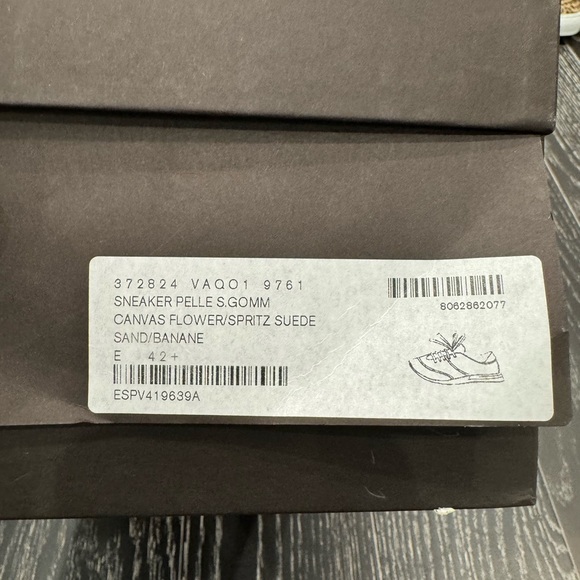 372824 VAQO1 9761
SNEAKER PELLE S.GOMM
CANVAS FLOWER/SPRITZ SUEDE
SAND/BANANE
E 42+
ESPV419639A
8062862077